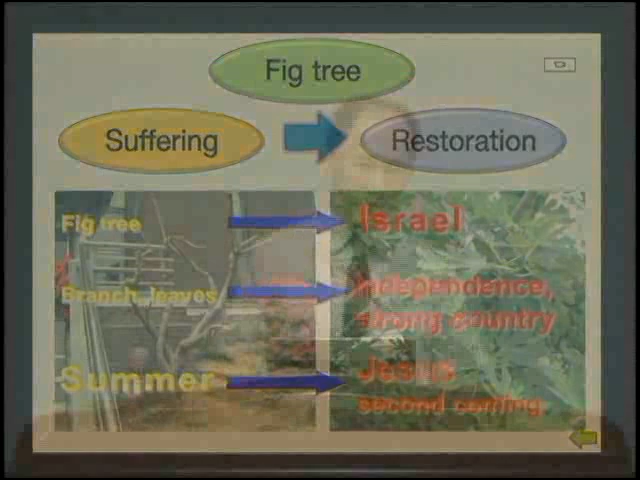 Fig tree
Suffering
Restoration
Fig tree
Israel
Branch, leaves
Independence,
strong country
Summer
Jesus
second coming